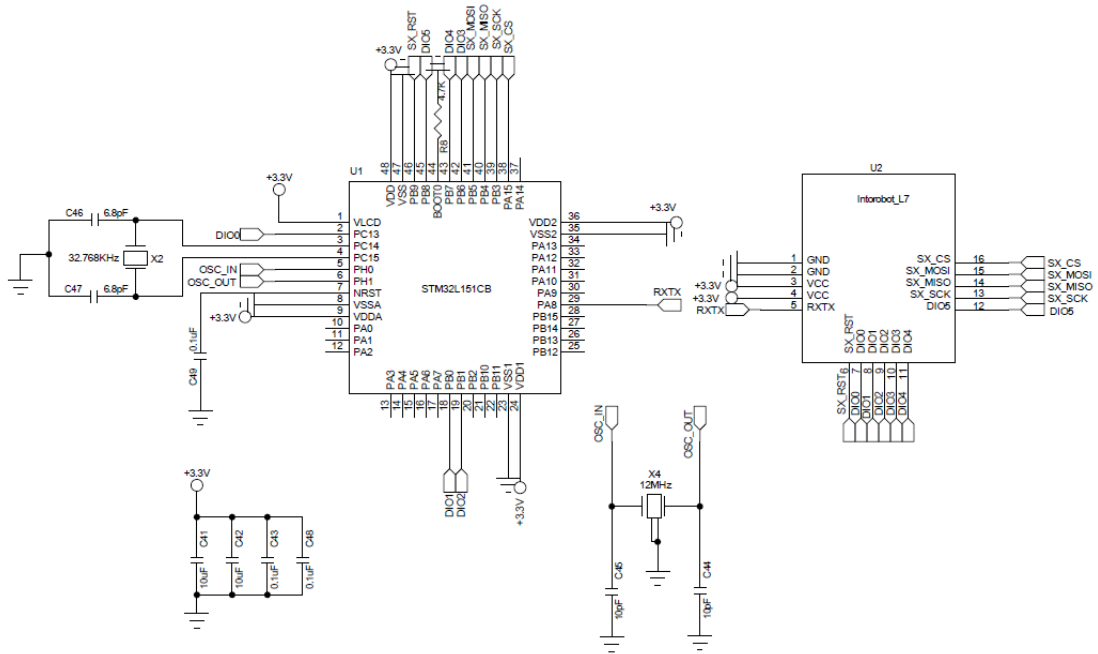 SX_RST
DIO5
DIO4
DIO3
SX_MOSI
SX_MISO
SX_SCK
SX_CS
+3.3V
4.7K
R8
U1
48 47 46 45 44 43 42 41 40 39 38 37
VDD VSS PB9 PB8 BOOT0 PB7 PB6 PB5 PB4 PB3 PA15 PA14
+3.3V
C46 6.8pF
32.768KHz X2
C47 6.8pF
DIO0
OSC_IN
OSC_OUT
+3.3V
0.1uF
C49
1 VLCD
2 PC13
3 PC14
4 PC15
5 PH0
6 PH1
7 NRST
8 VSSA
9 VDDA
10 PA0
11 PA1
12 PA2
STM32L151CB
VDD2 36
VSS2 35
PA13 34
PA12 33
PA11 32
PA10 31
PA9 30
PA8 29
PB15 28
PB14 27
PB13 26
PB12 25
+3.3V
RXTX
PA3 PA4 PA5 PA6 PA7 PB0 PB1 PB2 PB10 PB11 VSS1 VDD1
13 14 15 16 17 18 19 20 21 22 23 24
DIO1
DIO2
+3.3V
U2
Intorobot_L7
1 GND
2 GND
3 VCC
4 VCC
5 RXTX
+3.3V
+3.3V
RXTX
SX_CS 16 SX_CS
SX_MOSI 15 SX_MOSI
SX_MISO 14 SX_MISO
SX_SCK 13 SX_SCK
DIO5 12 DIO5
SX_RST DIO0 DIO1 DIO2 DIO3 DIO4
6 7 8 9 10 11
SX_RST DIO0 DIO1 DIO2 DIO3 DIO4
+3.3V
C41 C42 C43 C48
10uF 10uF 0.1uF 0.1uF
OSC_IN
OSC_OUT
X4
12MHz
C45
10pF
C44
10pF